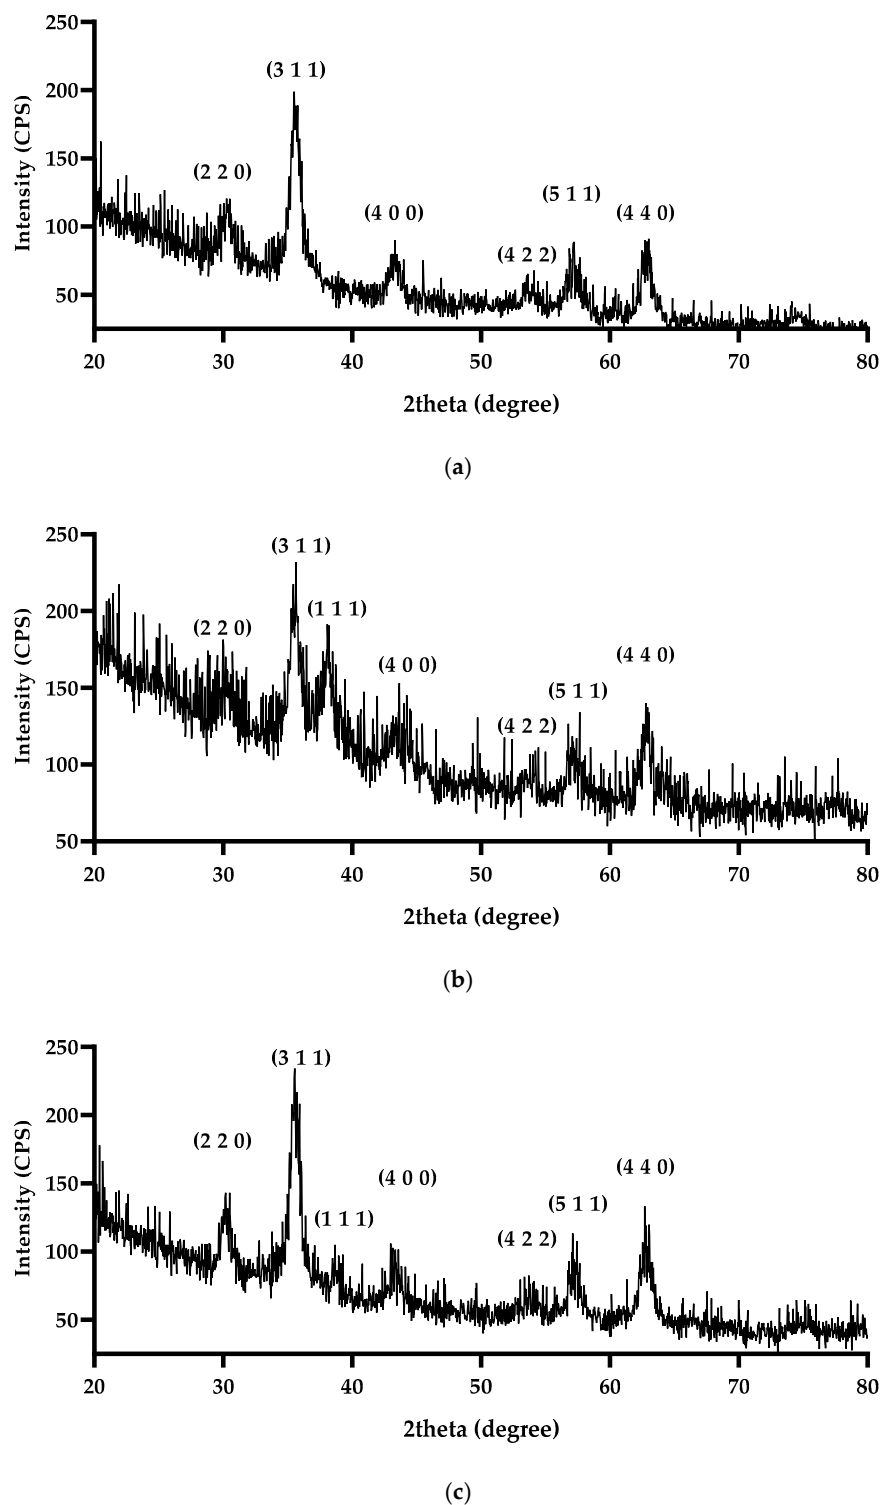 250
(3 1 1)
200
(2 2 0)
150
(5 1 1)
(4 0 0)
(4 4 0)
100
(4 2 2)
50
Intensity (CPS)
20 30 40 50 60 70 80
2theta (degree)
(a)
250
(3 1 1)
200
(1 1 1)
(2 2 0)
(4 0 0)
(4 4 0)
150
(5 1 1)
(4 2 2)
100
50
Intensity (CPS)
20 30 40 50 60 70 80
2theta (degree)
(b)
250
(3 1 1)
200
(2 2 0)
(4 0 0)
(4 4 0)
150
(1 1 1)
(5 1 1)
(4 2 2)
100
50
Intensity (CPS)
20 30 40 50 60 70 80
2theta (degree)
(c)